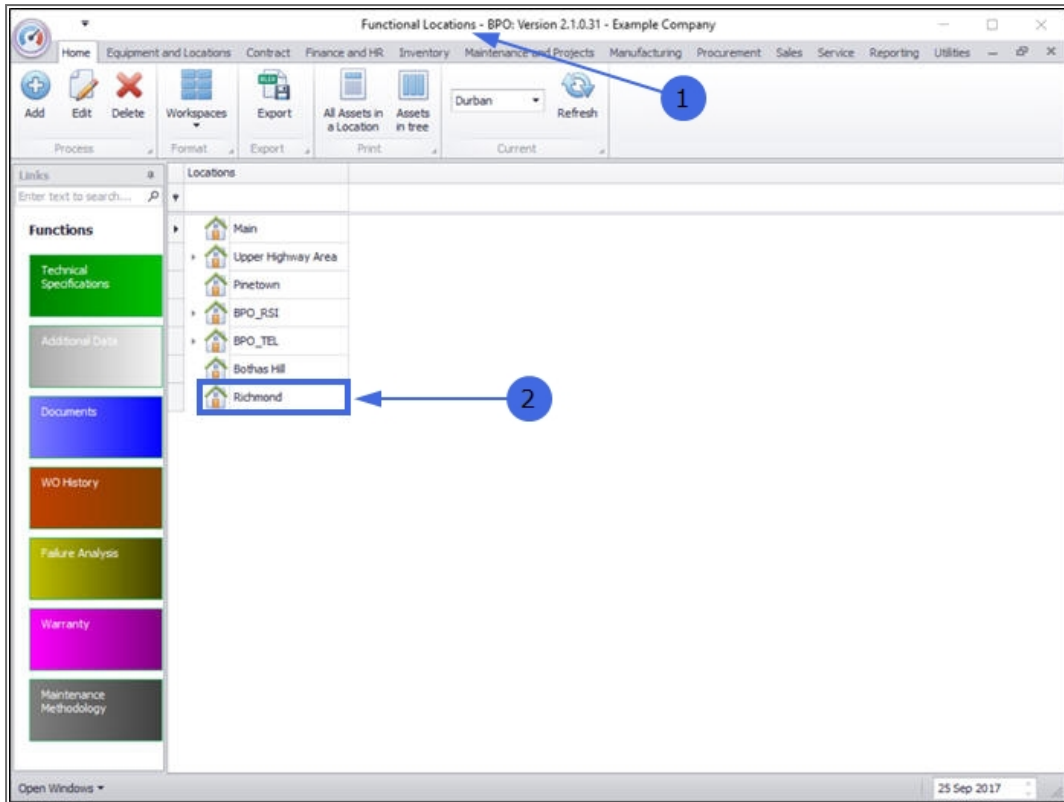 Functional Locations - BPO: Version 2.1.0.31 - Example Company
Home Equipment and Locations Contract Finance and HR Inventory Maintenance and Projects Manufacturing Procurement Sales Service Reporting Utilities
1
Add Edit Delete Workspaces Export All Assets in a Location Assets in tree Durban Refresh
Process Format Export Print Current
Links
Enter text to search...
Locations
Functions
Technical
Specifications
Additional Data
Documents
WO History
Failure Analysis
Warranty
Maintenance
Methodology
Main
Upper Highway Area
Pinetown
BPO_RSI
BPO_TEL
Bothas Hill
Richmond
2
Open Windows
25 Sep 2017